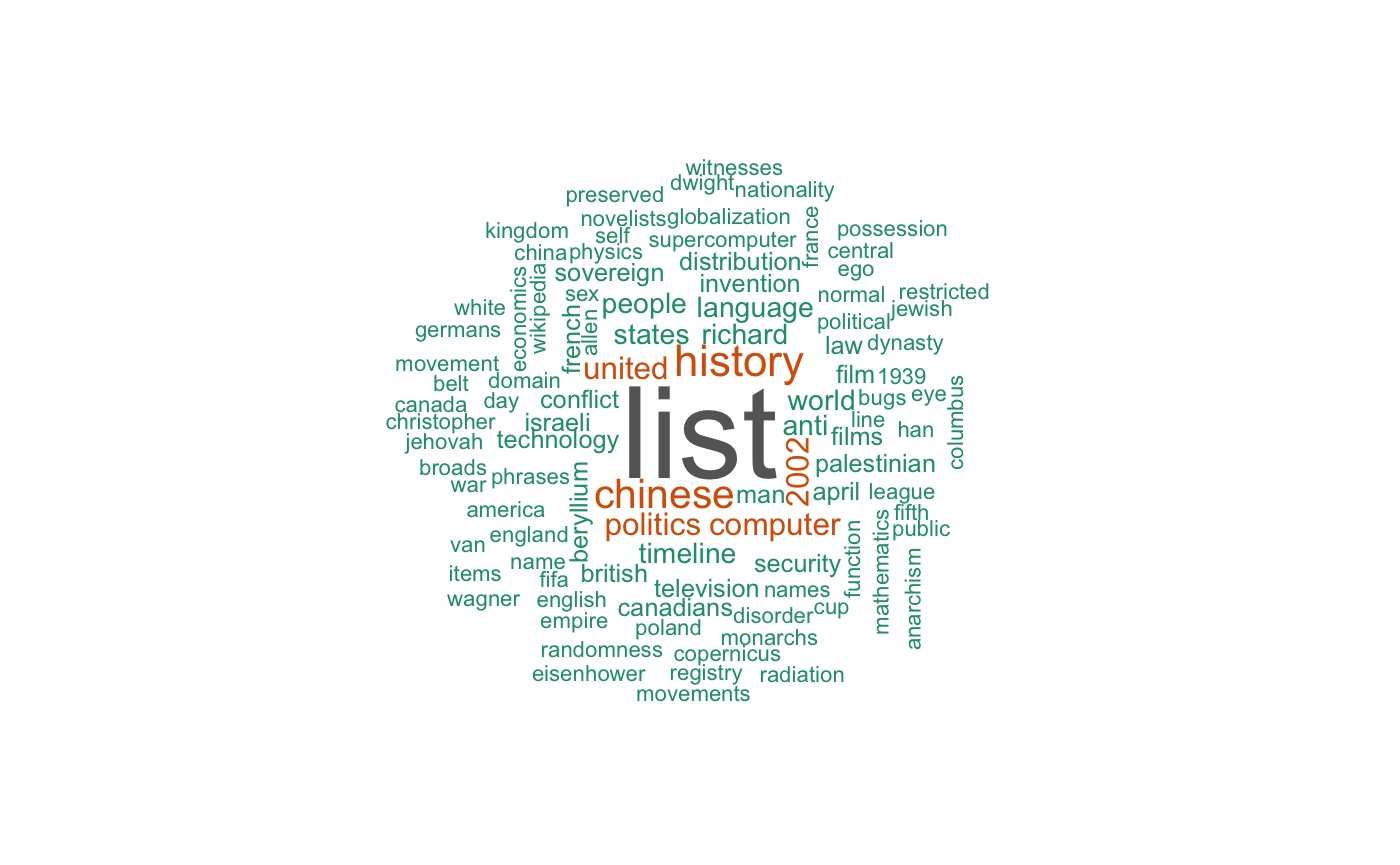 witnesses
dwight
nationality
preserved
novelists
globalization
kingdom
self
supercomputer
france
possession
china
physics
central
sovereign
distribution
ego
economics
wikipedia
sex
invention
normal
restricted
white
people
language
jewish
germans
french
allen
states
richard
political
law
dynasty
movement
united
history
belt
domain
film
1939
canada
day
conflict
list
world
bugs
eye
columbus
christopher
israeli
anti
line
jehovah
technology
films
han
broads
phrases
2002
palestinian
war
beryllium
chinese
man
april
league
america
fifth
england
politics
computer
public
van
timeline
function
mathematics
anarchism
name
security
items
fifa
british
wagner
english
television
names
empire
canadians
disorder
cup
poland
monarchs
randomness
copernicus
eisenhower
registry
radiation
movements